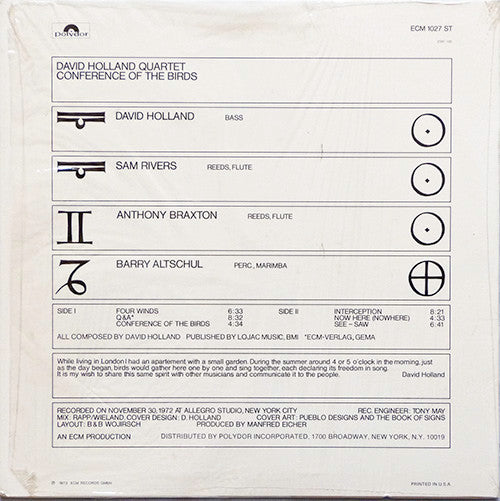 polydor
ECM 1027 ST
DAVID HOLLAND QUARTET
CONFERENCE OF THE BIRDS
DAVID HOLLAND BASS
SAM RIVERS REEDS, FLUTE
ANTHONY BRAXTON REEDS, FLUTE
BARRY ALTSCHUL PERC., MARIMBA
SIDE I FOUR WINDS 6:33 SIDE II INTERCEPTION 8:21
Q&A* 8:32 NOW HERE (NOWHERE) 4:33
CONFERENCE OF THE BIRDS 4:34 SEE – SAW 6:41
ALL COMPOSED BY DAVID HOLLAND PUBLISHED BY LOJAC MUSIC, BMI *ECM-VERLAG, GEMA
While living in London I had an apartement with a small garden. During the summer around 4 or 5 o'clock in the morning, just
as the day began, birds would gather here one by one and sing together, each declaring its freedom in song.
It is my wish to share this same spirit with other musicians and communicate it to the people. David Holland
RECORDED ON NOVEMBER 30, 1972 AT ALLEGRO STUDIO, NEW YORK CITY REC. ENGINEER: TONY MAY
MIX: RAPP/WIELAND. COVER DESIGN: D. HOLLAND COVER ART: PUEBLO DESIGNS AND THE BOOK OF SIGNS
LAYOUT: B & B WOJIRSCH PRODUCED BY MANFRED EICHER
AN ECM PRODUCTION DISTRIBUTED BY POLYDOR INCORPORATED, 1700 BROADWAY, NEW YORK, N.Y. 10019
℗ 1973 ECM RECORDS GMBH PRINTED IN U.S.A.